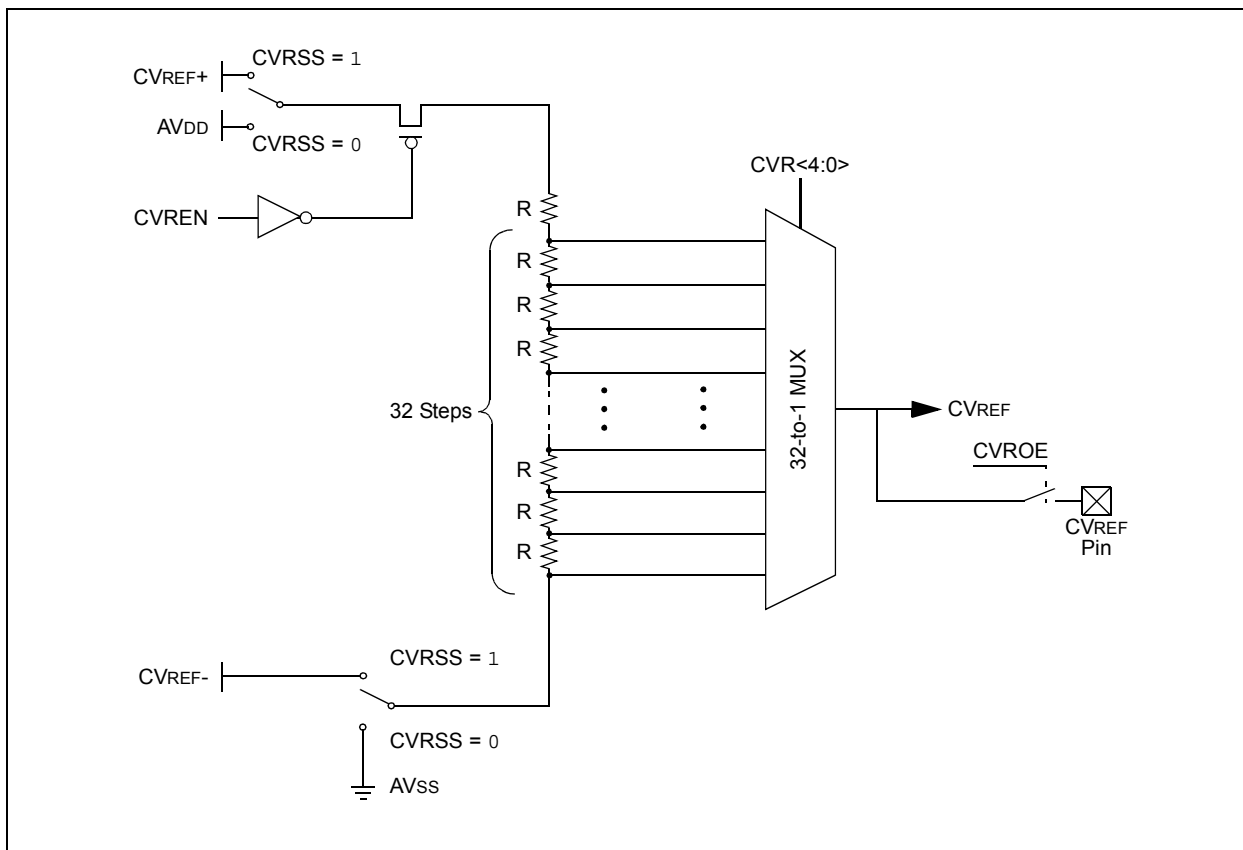 CVRSS = 1
CVREF+
AVDD
CVRSS = 0
CVREN
CVR<4:0>
R
R
R
R
32 Steps
32-to-1 MUX
CVREF
CVROE
R
R
R
CVREF
Pin
CVRSS = 1
CVREF-
CVRSS = 0
AVSS